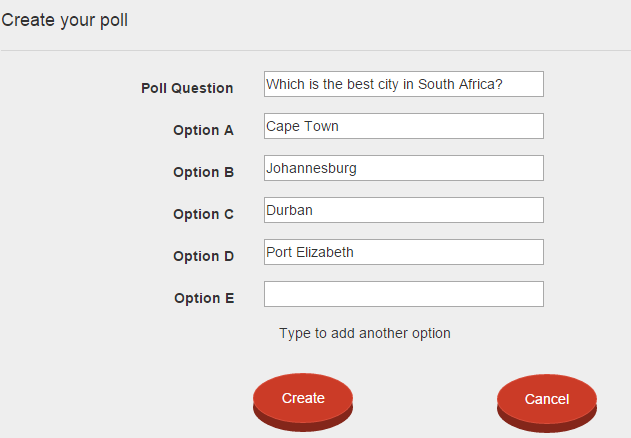 Create your poll
Poll Question Which is the best city in South Africa?
Option A Cape Town
Option B Johannesburg
Option C Durban
Option D Port Elizabeth
Option E
Type to add another option
Create Cancel